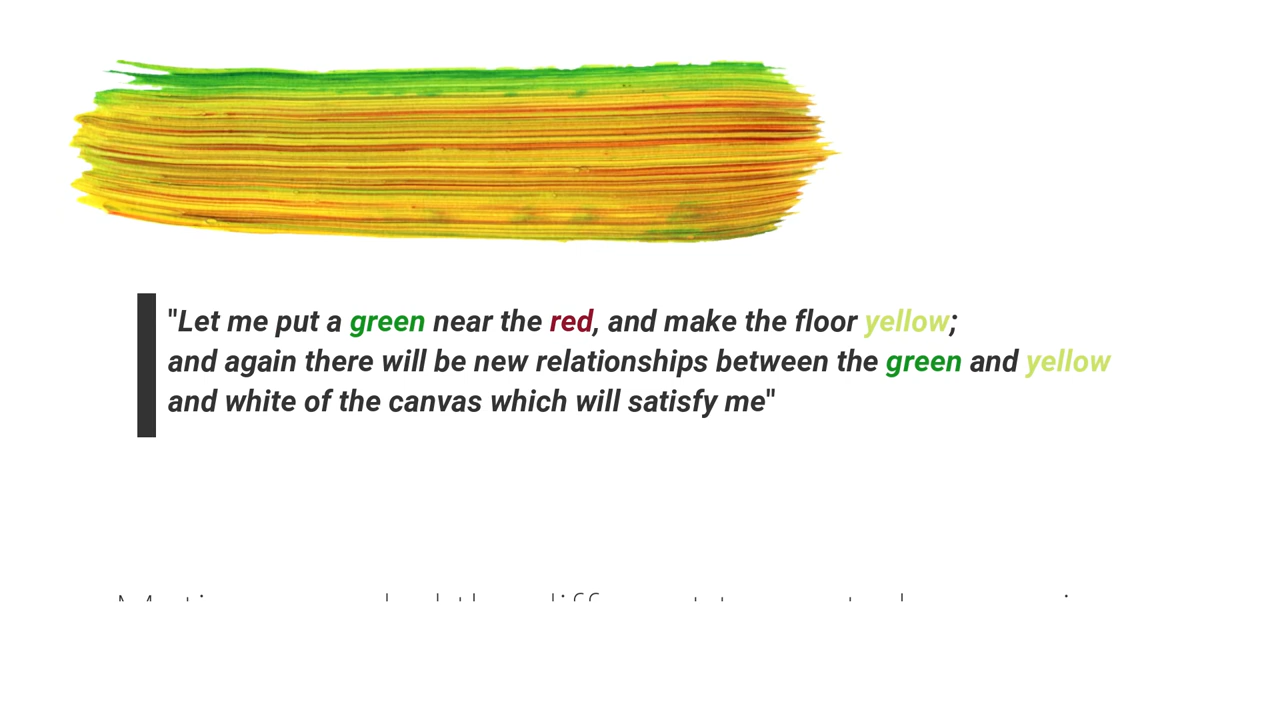 "Let me put a green near the red, and make the floor yellow;
and again there will be new relationships between the green and yellow
and white of the canvas which will satisfy me"